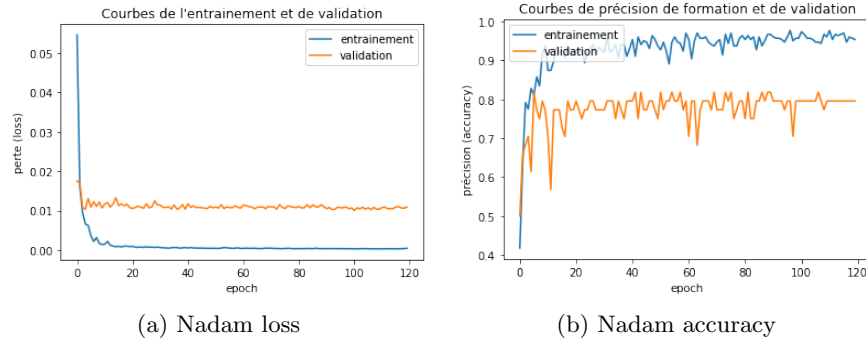 Courbes de l'entrainement et de validation
entrainement
validation
perte (loss)
0.05
0.04
0.03
0.02
0.01
0.00
0 20 40 60 80 100 120
epoch
(a) Nadam loss
Courbes de précision de formation et de validation
entrainement
validation
précision (accuracy)
1.0
0.9
0.8
0.7
0.6
0.5
0.4
0 20 40 60 80 100 120
epoch
(b) Nadam accuracy